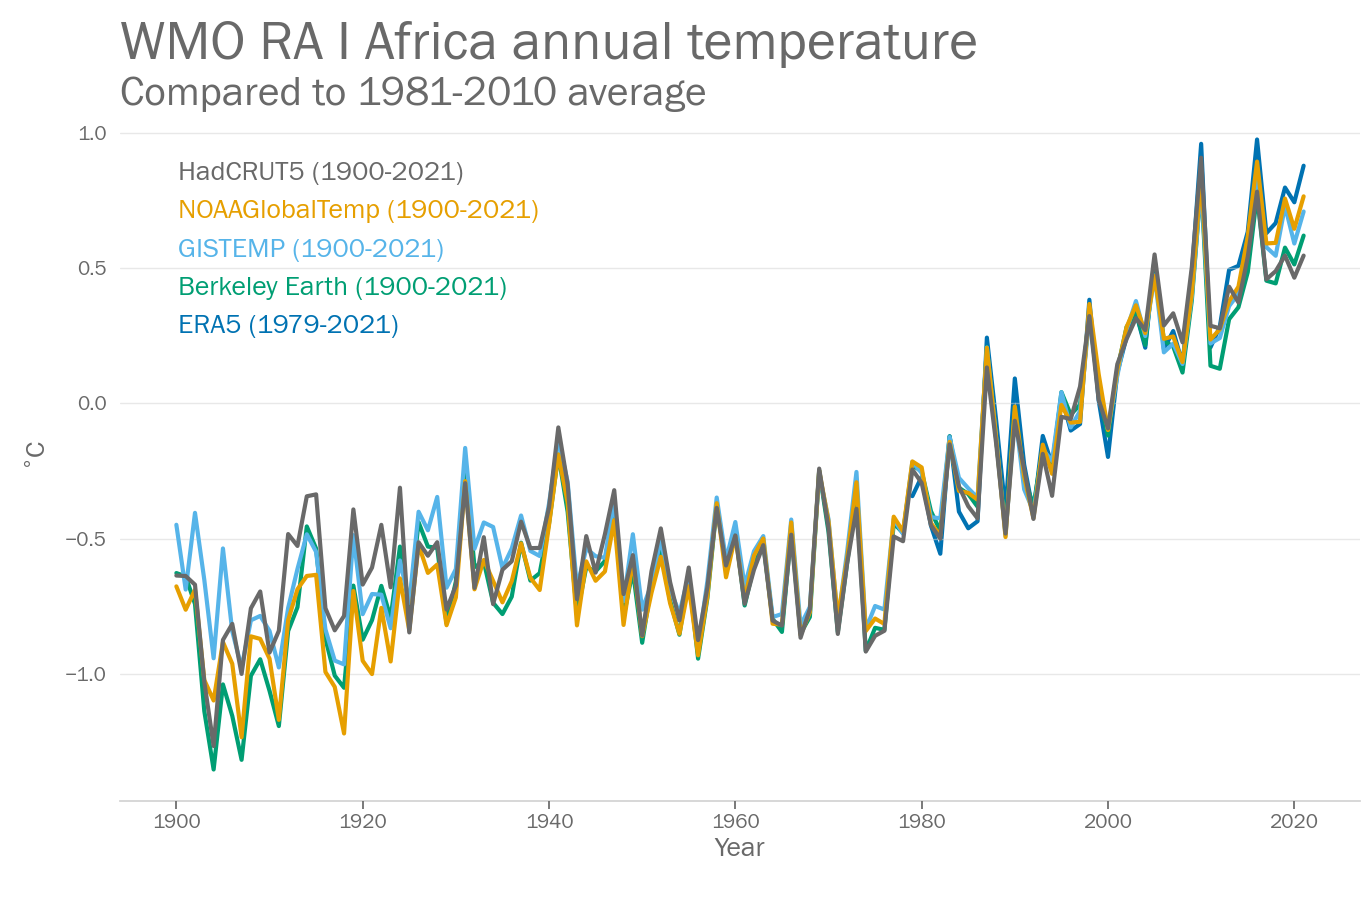 WMO RA I Africa annual temperature
Compared to 1981-2010 average
1.0
HadCRUT5 (1900-2021)
NOAAGlobalTemp (1900-2021)
GISTEMP (1900-2021)
0.5
Berkeley Earth (1900-2021)
ERA5 (1979-2021)
0.0
°C
−0.5
−1.0
1900 1920 1940 1960 1980 2000 2020
Year